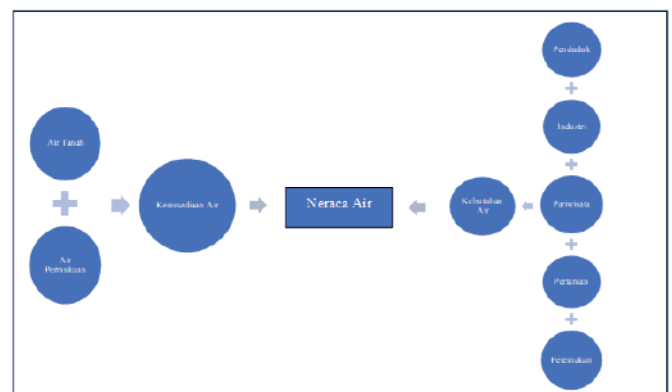 Air Tanah
Air
Permukaan
Ketersediaan Air
Neraca Air
Kebutuhan
Air
Penduduk
Industri
Pariwisata
Pertanian
Peternakan